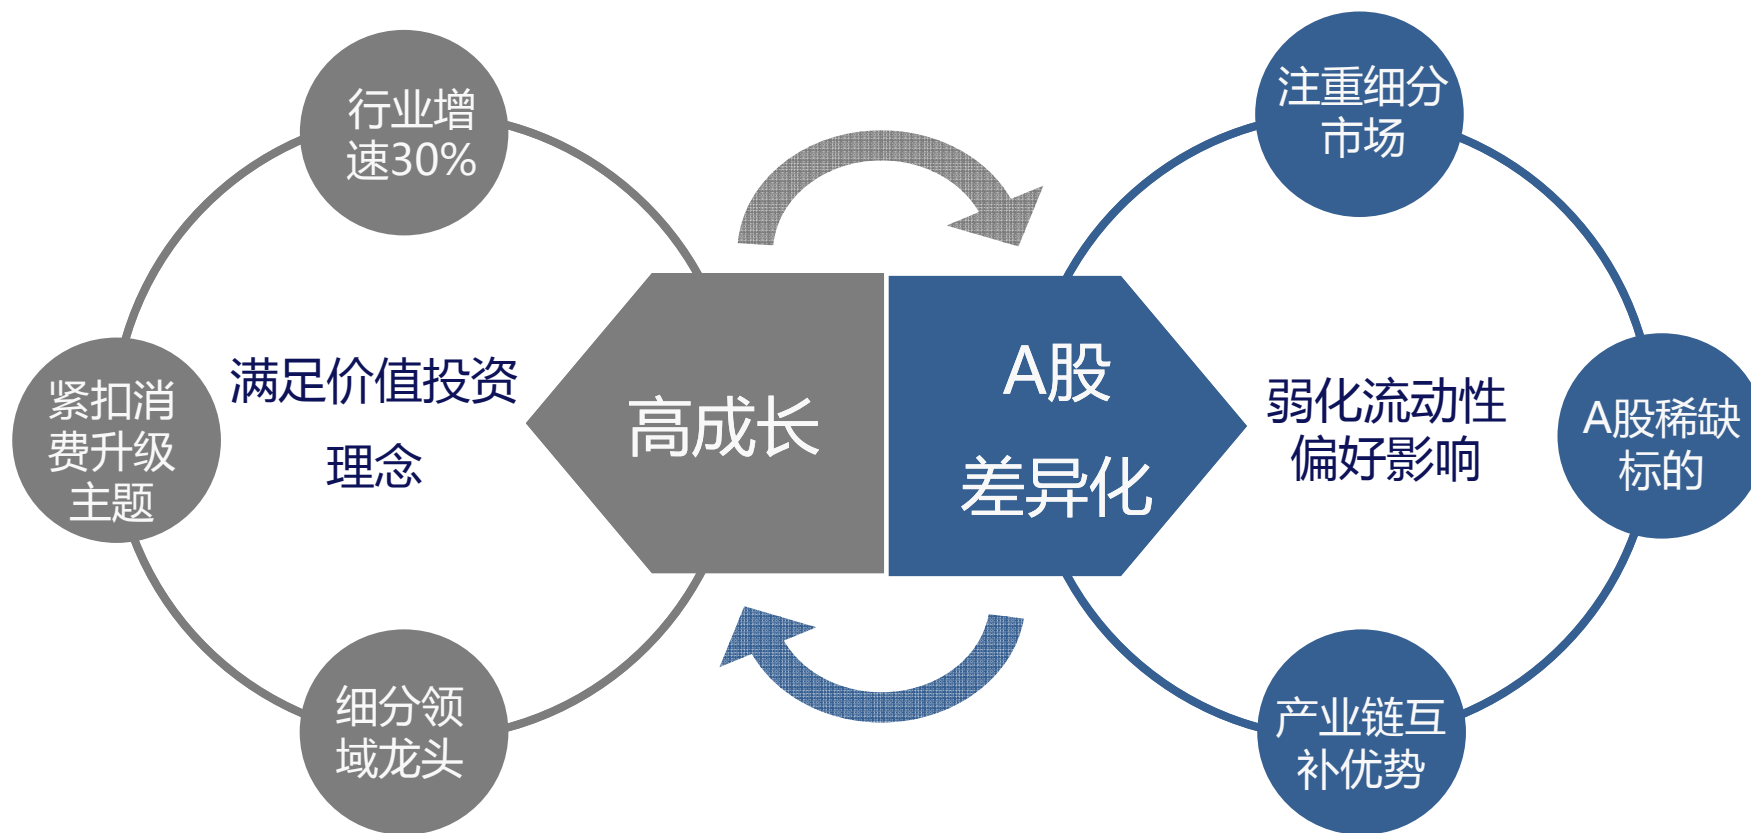 行业增
速30%
紧扣消
费升级
主题
细分领
域龙头
满足价值投资
理念
高成长
A股
差异化
弱化流动性
偏好影响
注重细分
市场
A股稀缺
标的
产业链互
补优势